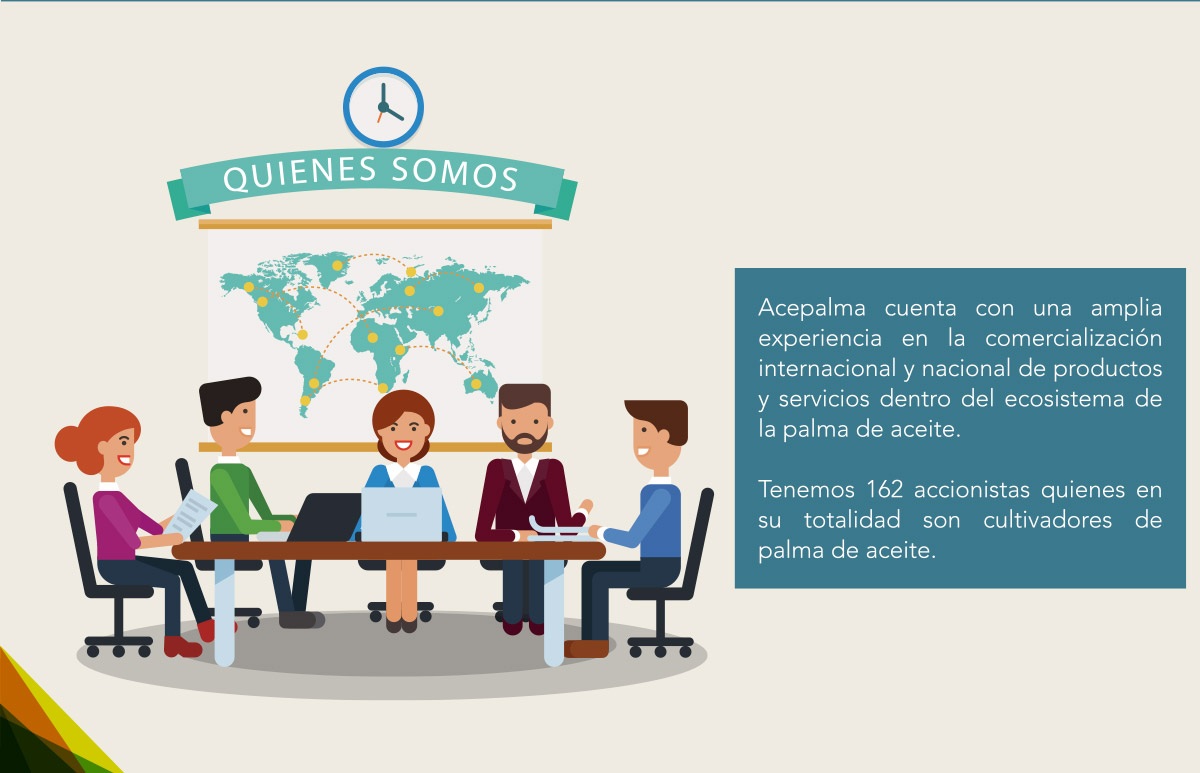 QUIENES SOMOS
Acepalma cuenta con una amplia
experiencia en la comercialización
internacional y nacional de productos
y servicios dentro del ecosistema de
la palma de aceite.
Tenemos 162 accionistas quienes en
su totalidad son cultivadores de
palma de aceite.